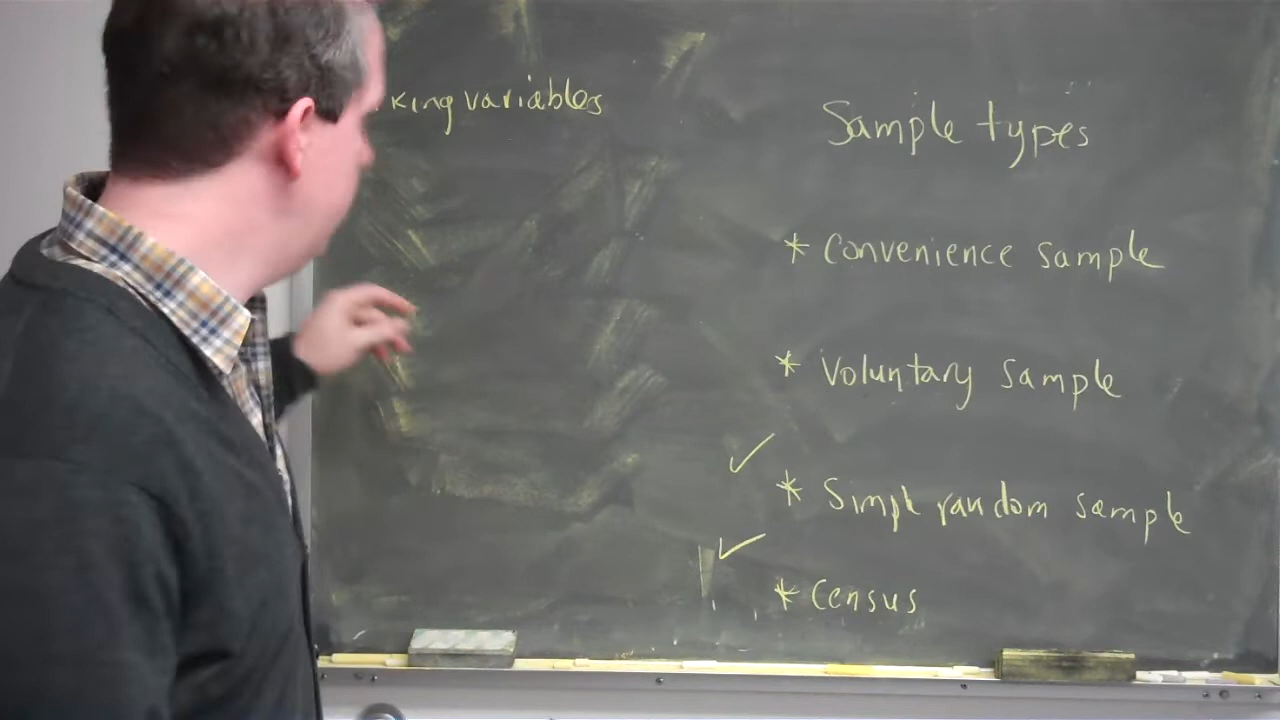 king variables
Sample types
* Convenience sample
* Voluntary sample
✓ * Simple random sample
✓ * Census